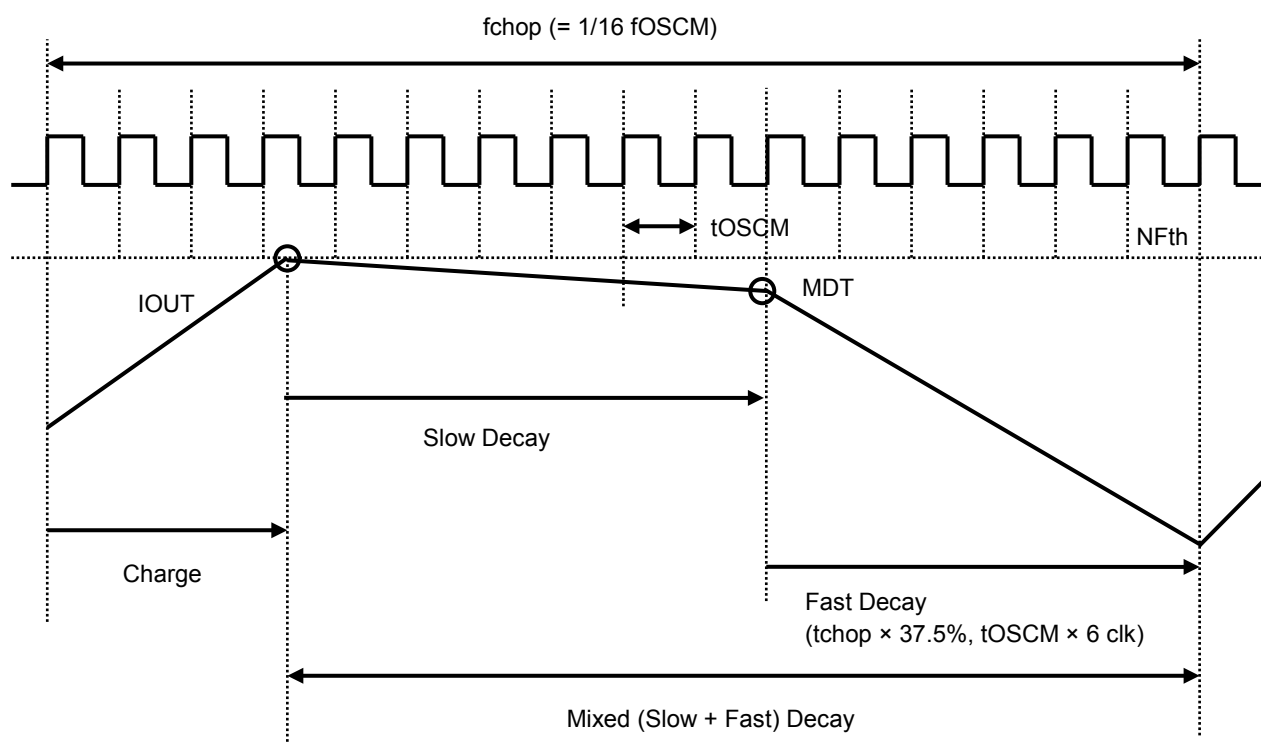 fchop (= 1/16 fOSCM)
tOSCM
NFth
IOUT
MDT
Slow Decay
Charge
Fast Decay
(tchop × 37.5%, tOSCM × 6 clk)
Mixed (Slow + Fast) Decay